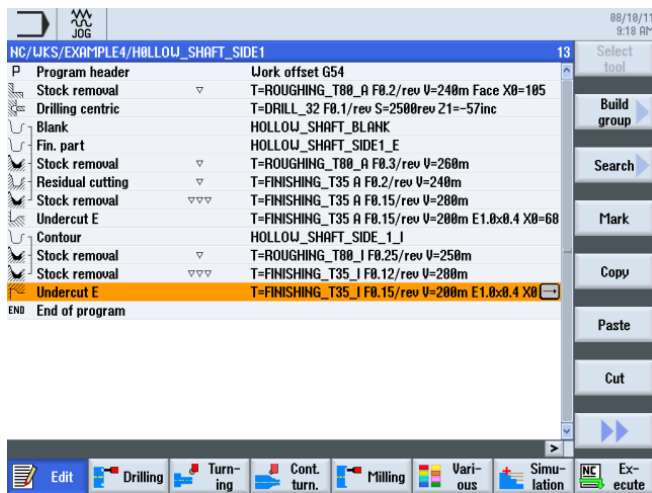 JOG
08/10/11
9:18 AM
NC/WKS/EXAMPLE4/HOLLOW_SHAFT_SIDE1 13
P Program header Work offset G54
Stock removal ▽ T=ROUGHING_T80_A F0.2/rev V=240m Face X0=105
Drilling centric T=DRILL_32 F0.1/rev S=2500rev Z1=-57inc
Blank HOLLOW_SHAFT_BLANK
Fin. part HOLLOW_SHAFT_SIDE1_E
Stock removal ▽ T=ROUGHING_T80_A F0.3/rev V=260m
Residual cutting ▽ T=FINISHING_T35 A F0.2/rev V=240m
Stock removal ▽▽▽ T=FINISHING_T35 A F0.15/rev V=280m
Undercut E T=FINISHING_T35 A F0.15/rev V=200m E1.0x0.4 X0=68
Contour HOLLOW_SHAFT_SIDE_1_I
Stock removal ▽ T=ROUGHING_T80_I F0.25/rev V=250m
Stock removal ▽▽▽ T=FINISHING_T35_I F0.12/rev V=280m
Undercut E T=FINISHING_T35_I F0.15/rev V=200m E1.0x0.4 X0
END End of program
Select
tool
Build
group
Search
Mark
Copy
Paste
Cut
Edit
Drilling
Turn-
ing
Cont.
turn.
Milling
Vari-
ous
Simu-
lation
NC Ex-
ecute